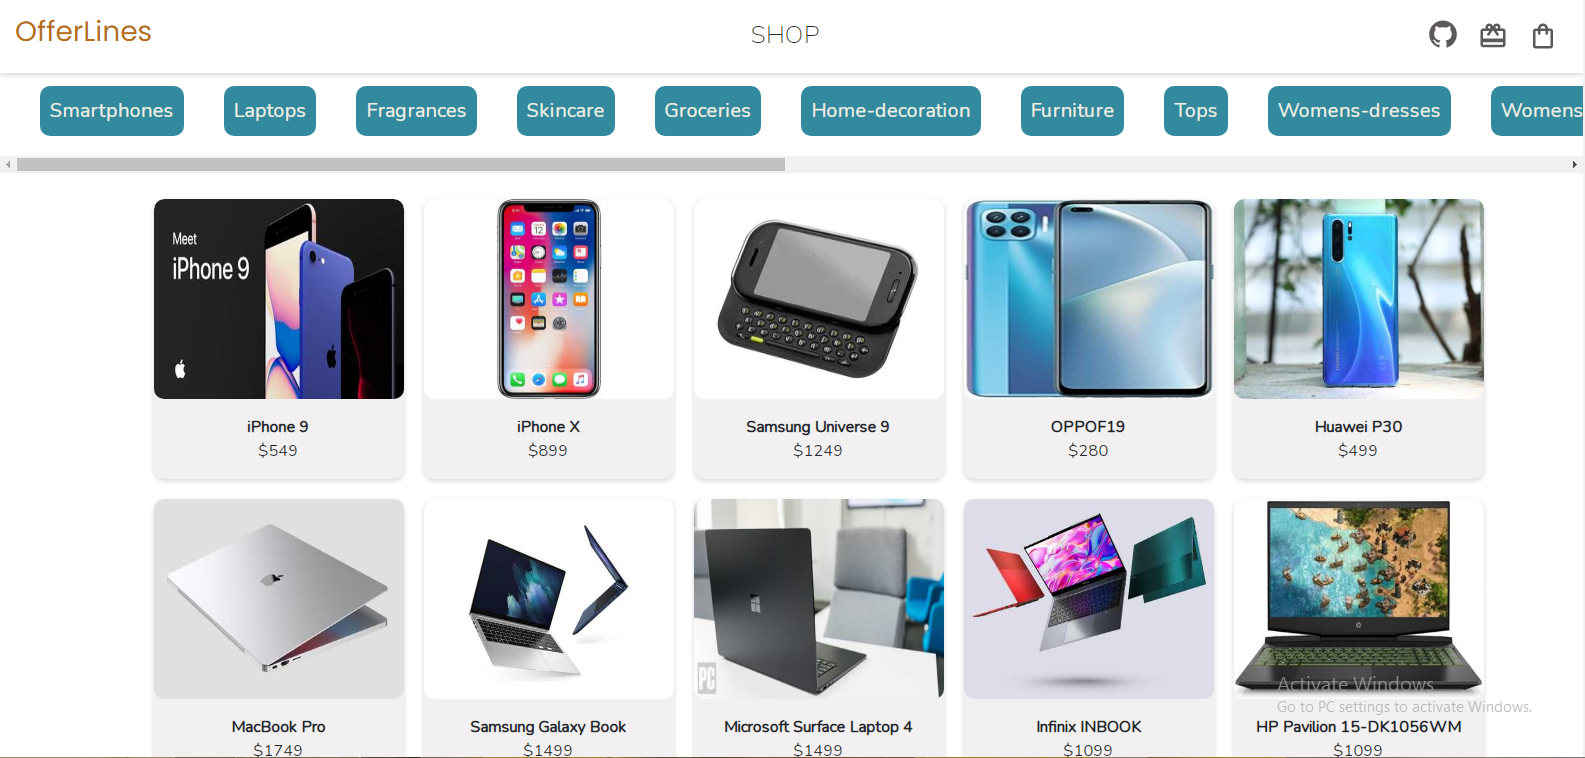 OfferLines
SHOP
Smartphones
Laptops
Fragrances
Skincare
Groceries
Home-decoration
Furniture
Tops
Womens-dresses
Womens
Meet
iPhone 9
iPhone 9
$549
iPhone X
$899
Samsung Universe 9
$1249
OPPOF19
$280
Huawei P30
$499
PC
MacBook Pro
$1749
Samsung Galaxy Book
$1499
Microsoft Surface Laptop 4
$1499
Infinix INBOOK
$1099
HP Pavilion 15-DK1056WM
$1099
Activate Windows
Go to PC settings to activate Windows.